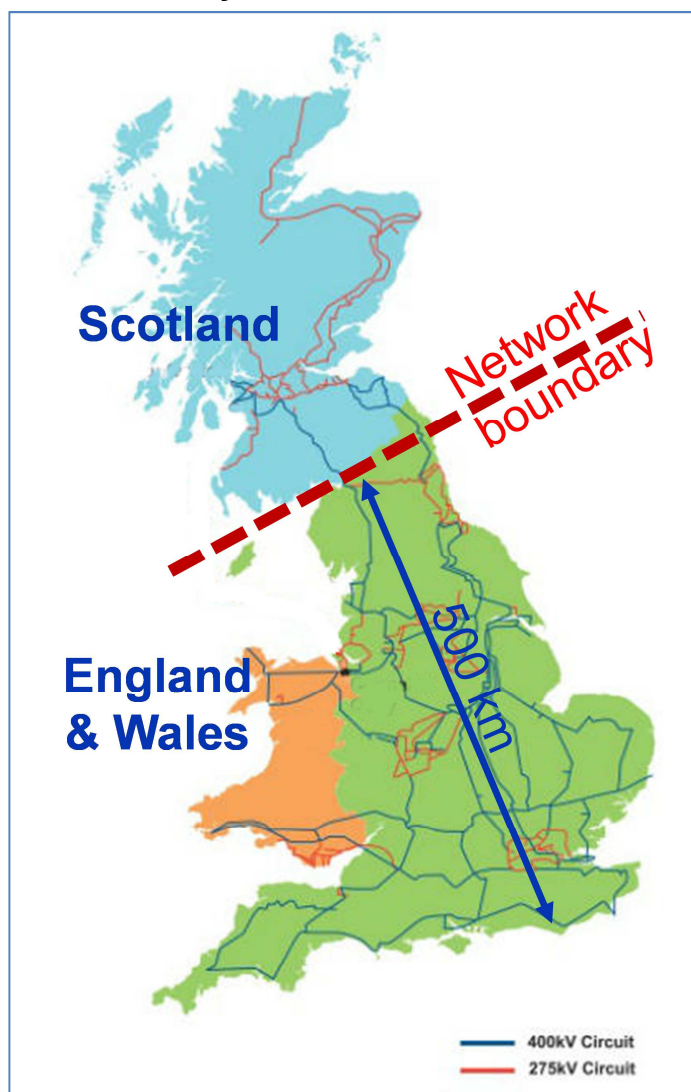 Scotland
Network
boundary
500 km
England
& Wales
400kV Circuit
275kV Circuit